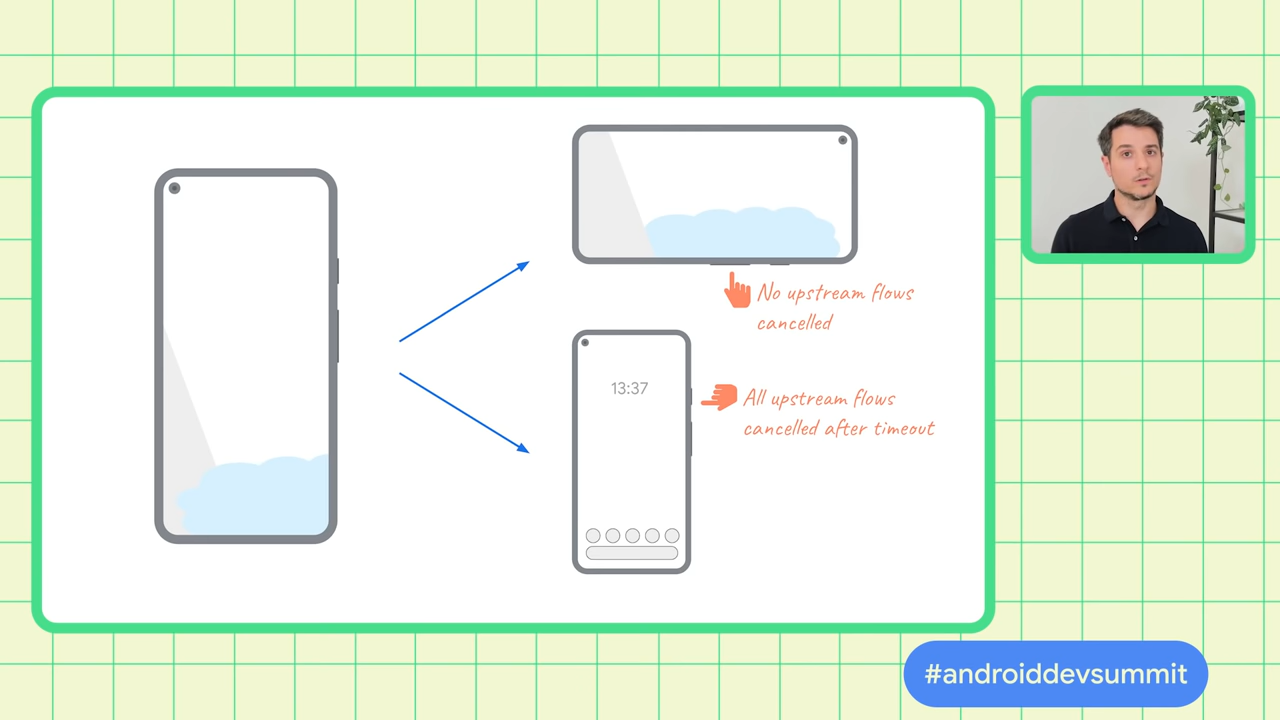 No upstream flows
cancelled
13:37
All upstream flows
cancelled after timeout
#androiddevsummit